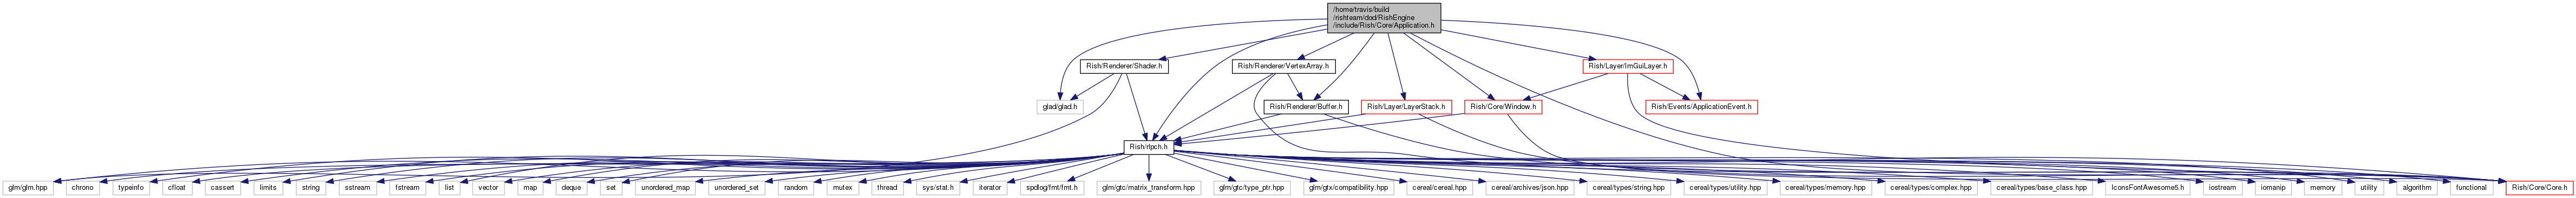 /home/travis/build
/rishteam/dod/RishEngine
/include/Rish/Core/Application.h
Rish/Renderer/Shader.h
Rish/Renderer/VertexArray.h
Rish/Layer/ImGuiLayer.h
glad/glad.h
Rish/Renderer/Buffer.h
Rish/Layer/LayerStack.h
Rish/Core/Window.h
Rish/Events/ApplicationEvent.h
Rish/rlpch.h
glm/glm.hpp
chrono
typeinfo
cfloat
cassert
limits
string
sstream
fstream
list
vector
map
deque
set
unordered_map
unordered_set
random
mutex
thread
sys/stat.h
iterator
spdlog/fmt/fmt.h
glm/gtc/matrix_transform.hpp
glm/gtc/type_ptr.hpp
glm/gtx/compatibility.hpp
cereal/cereal.hpp
cereal/archives/json.hpp
cereal/types/string.hpp
cereal/types/utility.hpp
cereal/types/memory.hpp
cereal/types/complex.hpp
cereal/types/base_class.hpp
IconsFontAwesome5.h
iostream
iomanip
memory
utility
algorithm
functional
Rish/Core/Core.h